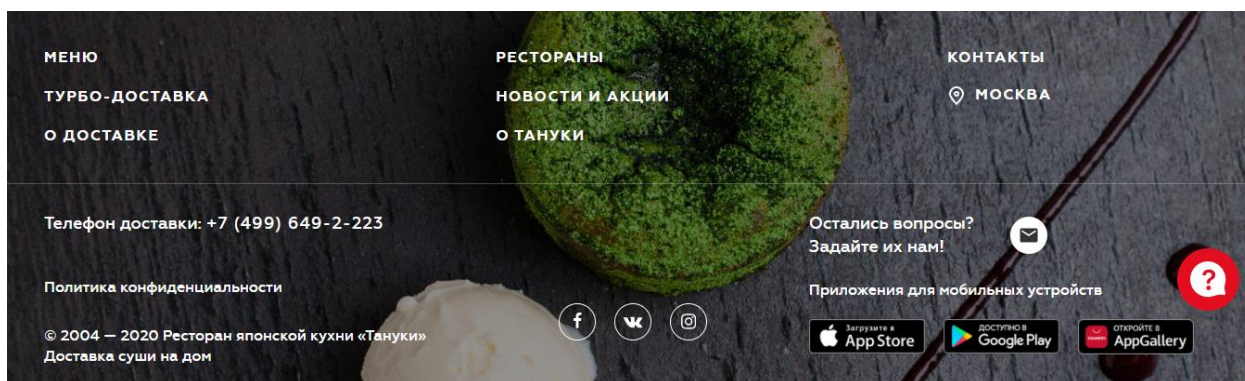 МЕНЮ
РЕСТОРАНЫ
КОНТАКТЫ
ТУРБО-ДОСТАВКА
НОВОСТИ И АКЦИИ
МОСКВА
О ДОСТАВКЕ
О ТАНУКИ
Телефон доставки: +7 (499) 649-2-223
Остались вопросы?
Задайте их нам!
Политика конфиденциальности
Приложения для мобильных устройств
© 2004 — 2020 Ресторан японской кухни «Тануки»
Доставка суши на дом
Загрузите в
App Store
ДОСТУПНО В
Google Play
ОТКРОЙТЕ В
AppGallery